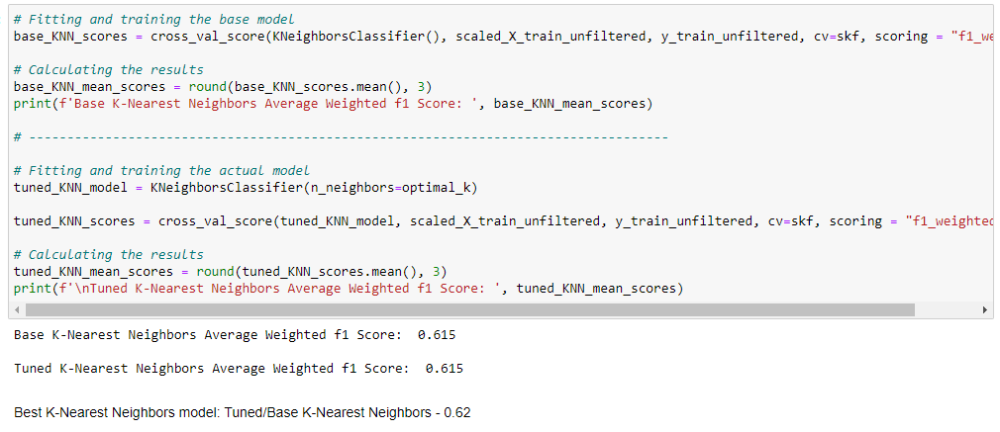 # Fitting and training the base model
base_KNN_scores = cross_val_score(KNeighborsClassifier(), scaled_X_train_unfiltered, y_train_unfiltered, cv=skf, scoring = "f1_we
# Calculating the results
base_KNN_mean_scores = round(base_KNN_scores.mean(), 3)
print(f'Base K-Nearest Neighbors Average Weighted f1 Score: ', base_KNN_mean_scores)
# ------------------------------------------------------------------------------------
# Fitting and training the actual model
tuned_KNN_model = KNeighborsClassifier(n_neighbors=optimal_k)
tuned_KNN_scores = cross_val_score(tuned_KNN_model, scaled_X_train_unfiltered, y_train_unfiltered, cv=skf, scoring = "f1_weighted
# Calculating the results
tuned_KNN_mean_scores = round(tuned_KNN_scores.mean(), 3)
print(f'\nTuned K-Nearest Neighbors Average Weighted f1 Score: ', tuned_KNN_mean_scores)
Base K-Nearest Neighbors Average Weighted f1 Score:  0.615
Tuned K-Nearest Neighbors Average Weighted f1 Score:  0.615
Best K-Nearest Neighbors model: Tuned/Base K-Nearest Neighbors - 0.62